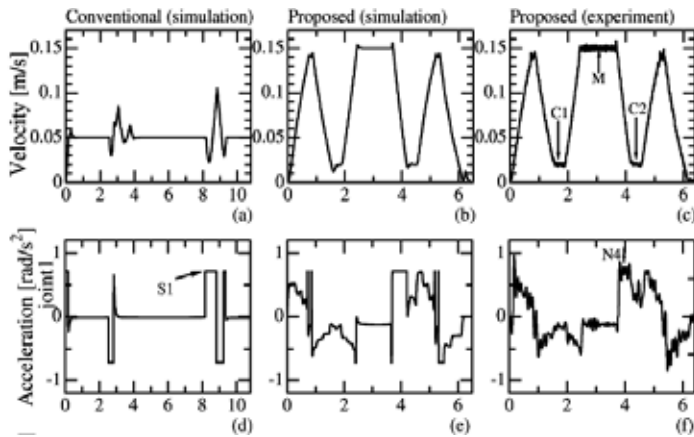 Conventional (simulation) Proposed (simulation) Proposed (experiment)
Velocity [m/s]
0.15 0.15 0.15
0.10 0.1 0.1
0.05 0.05 0.05
0 0 0
M
C1 C2
0 2 4 6 8 10 0 2 4 6 0 2 4 6
(a) (b) (c)
Acceleration [rad/s²]
joint1
1 1
0 0 0
-1 -1 -1
S1
N4
0 2 4 6 8 10 0 2 4 6 0 2 4 6
(d) (e) (f)